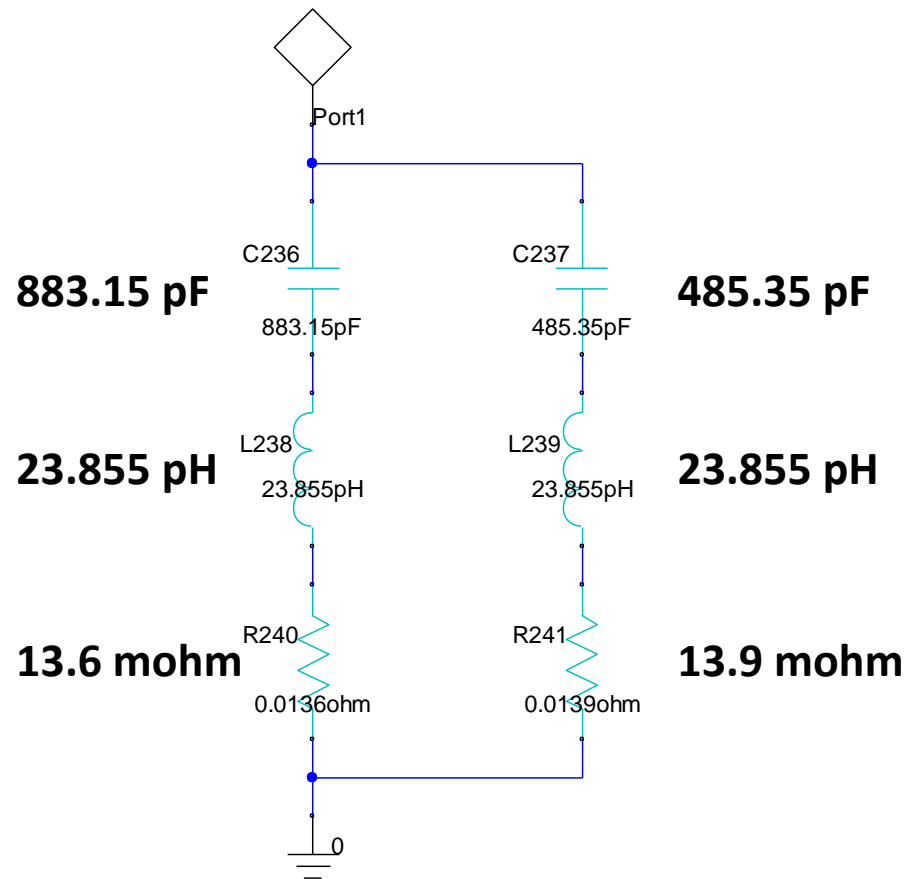 Port1
C236
C237
883.15 pF
485.35 pF
883.15pF
485.35pF
L238
L239
23.855 pH
23.855 pH
23.855pH
23.855pH
R240
R241
13.6 mohm
13.9 mohm
0.0136ohm
0.0139ohm
0